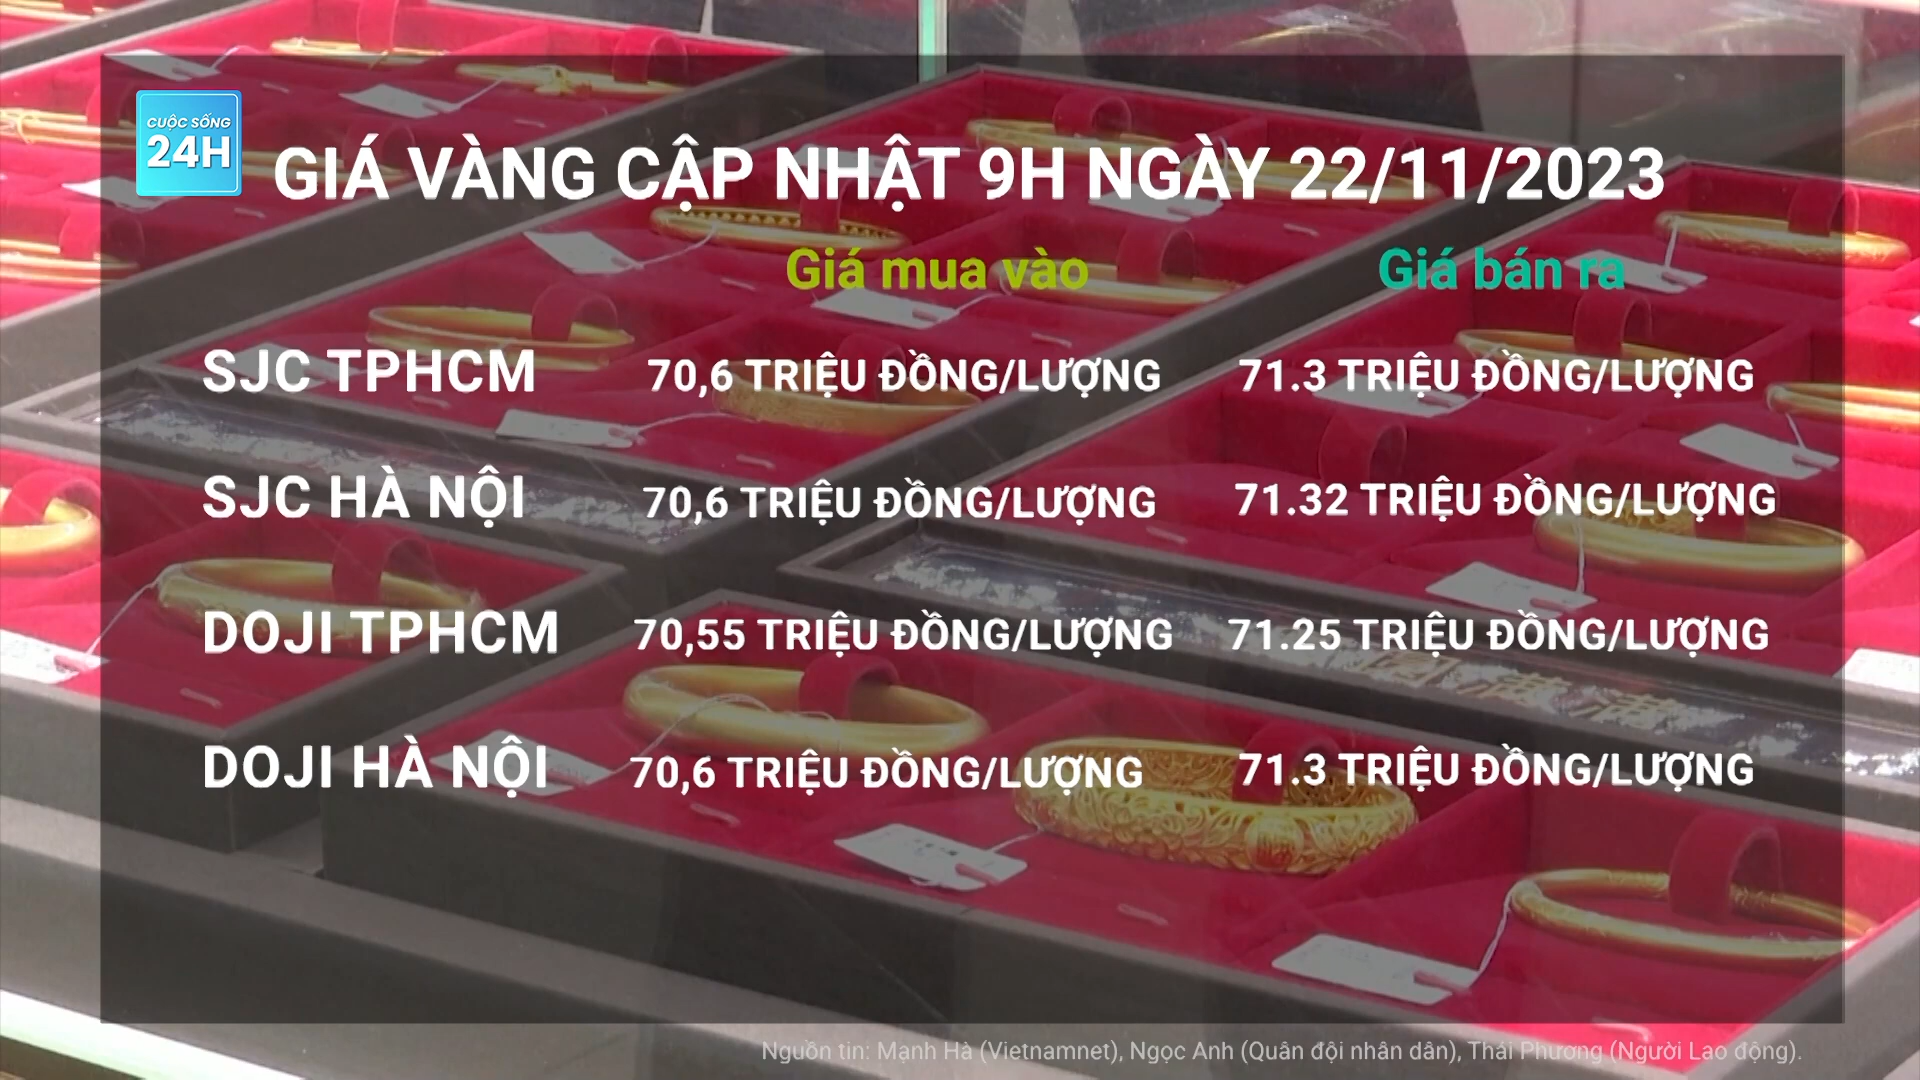 CUỘC SỐNG
24H
GIÁ VÀNG CẬP NHẬT 9H NGÀY 22/11/2023
Giá mua vào Giá bán ra
SJC TPHCM 70,6 TRIỆU ĐỒNG/LƯỢNG 71.3 TRIỆU ĐỒNG/LƯỢNG
SJC HÀ NỘI 70,6 TRIỆU ĐỒNG/LƯỢNG 71.32 TRIỆU ĐỒNG/LƯỢNG
DOJI TPHCM 70,55 TRIỆU ĐỒNG/LƯỢNG 71.25 TRIỆU ĐỒNG/LƯỢNG
DOJI HÀ NỘI 70,6 TRIỆU ĐỒNG/LƯỢNG 71.3 TRIỆU ĐỒNG/LƯỢNG
Nguồn tin: Mạnh Hà (Vietnamnet), Ngọc Anh (Quân đội nhân dân), Thái Phương (Người Lao động).